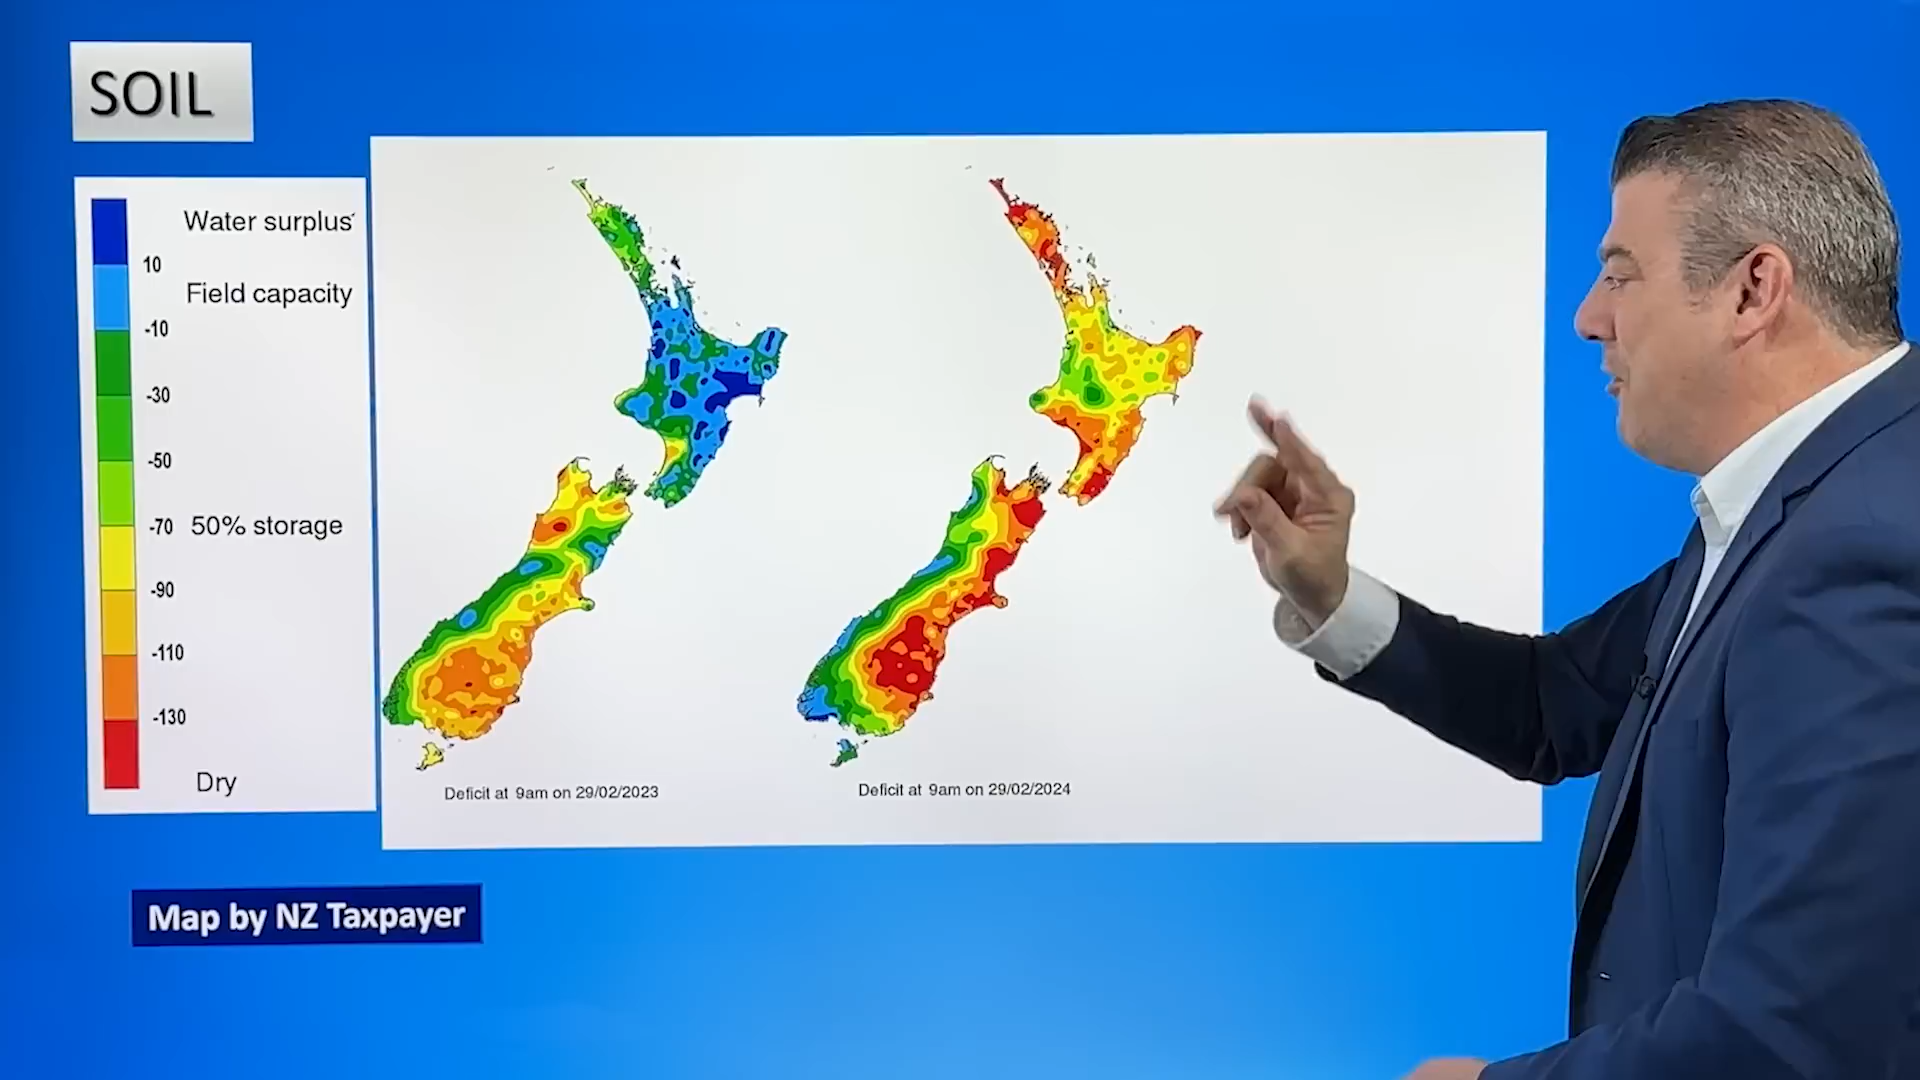 SOIL
Water surplus
10
Field capacity
-10
-30
-50
-70 50% storage
-90
-110
-130
Dry
Deficit at 9am on 29/02/2023
Deficit at 9am on 29/02/2024
Map by NZ Taxpayer